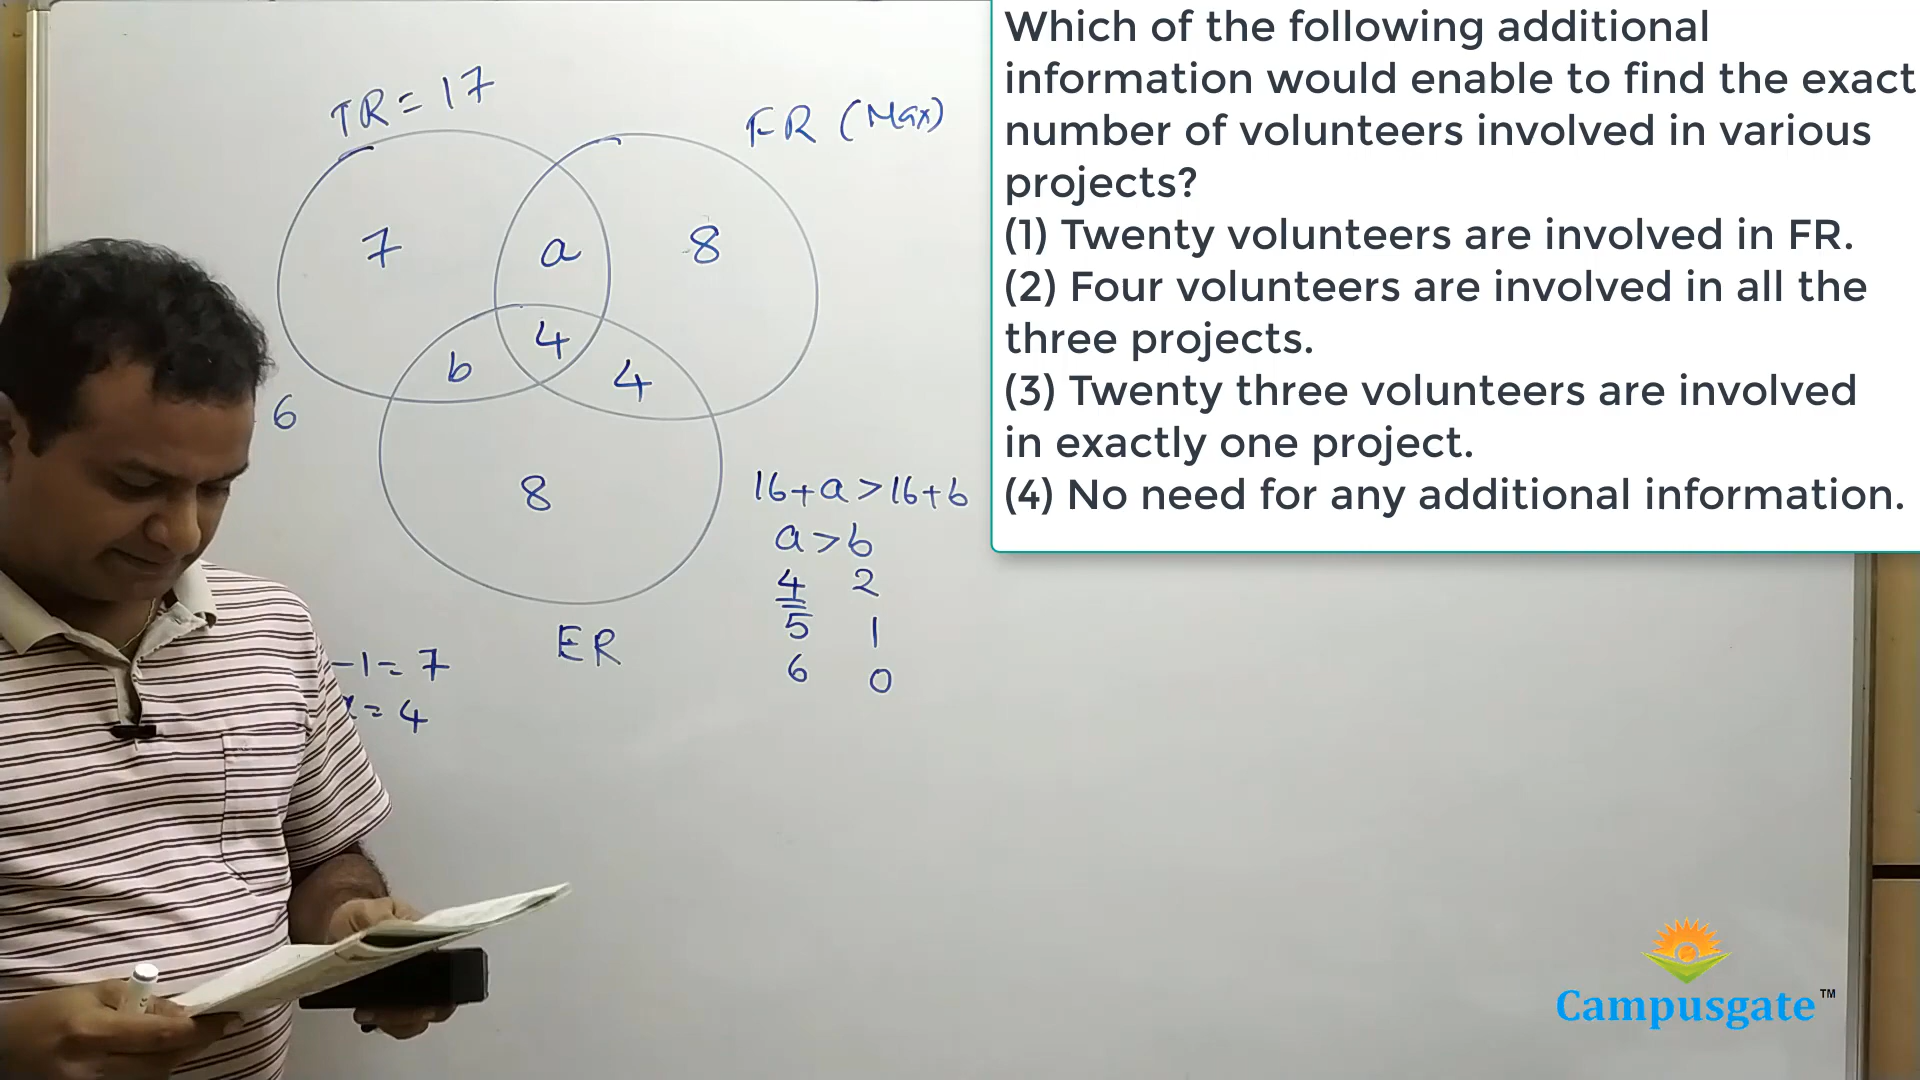 TR = 17
FR (Max)
7
a
8
4
b
4
6
8
ER
16+a > 16+b
a > b
4 2
5 1
6 0
-1 = 7
x = 4
Which of the following additional
information would enable to find the exact
number of volunteers involved in various
projects?
(1) Twenty volunteers are involved in FR.
(2) Four volunteers are involved in all the
three projects.
(3) Twenty three volunteers are involved
in exactly one project.
(4) No need for any additional information.
Campusgate™